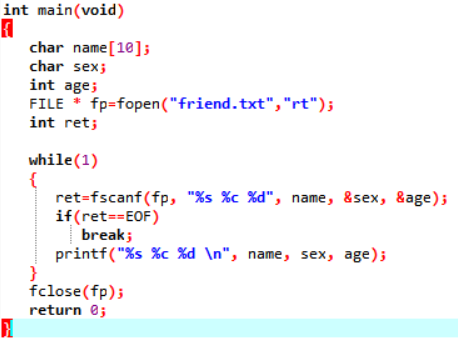 int main(void)
{
    char name[10];
    char sex;
    int age;
    FILE * fp=fopen("friend.txt","rt");
    int ret;

    while(1)
    {
        ret=fscanf(fp, "%s %c %d", name, &sex, &age);
        if(ret==EOF)
            break;
        printf("%s %c %d \n", name, sex, age);
    }
    fclose(fp);
    return 0;
}